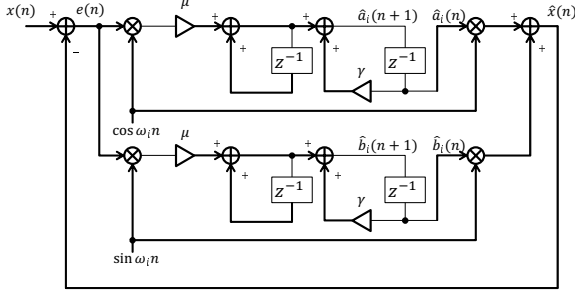 x(n) + e(n) μ + + â_i(n + 1) â_i(n) + x̂(n)
− + + +
z⁻¹ z⁻¹
γ
cos ω_i n
μ + + b̂_i(n + 1) b̂_i(n)
+ +
z⁻¹ z⁻¹
γ
sin ω_i n